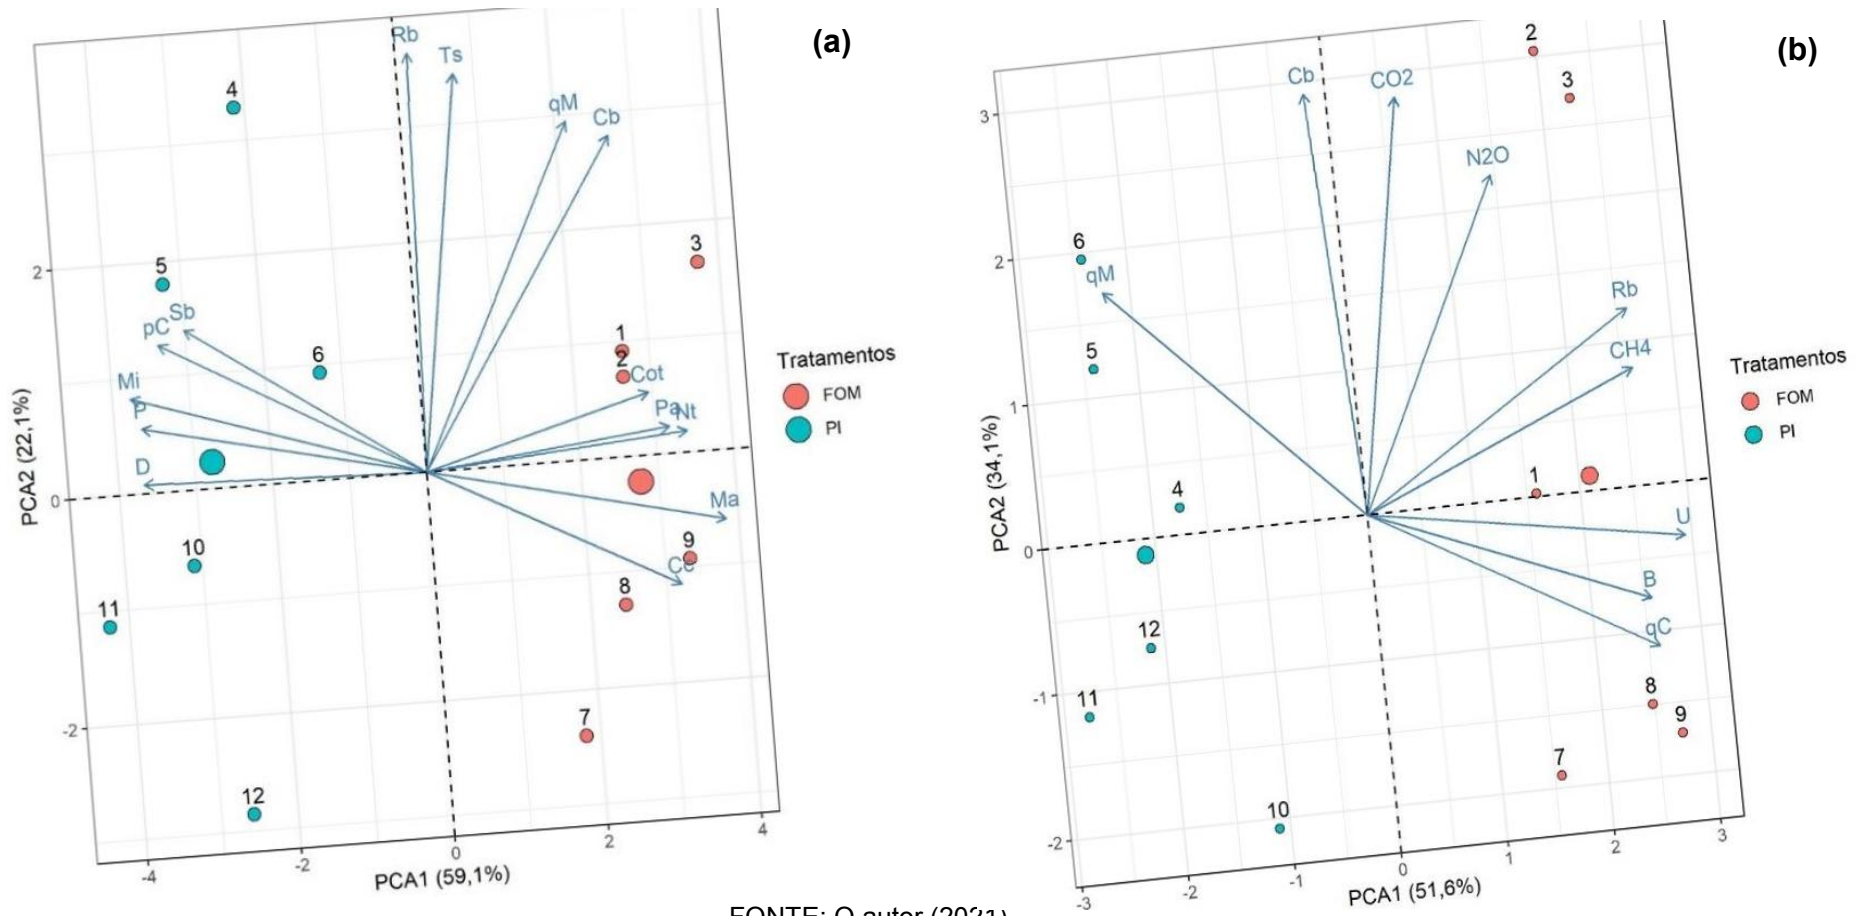 (a)
Rb
Ts
qM
Cb
4
3
5
Sb
pC
6
1
2
Cot
Mi
P
Pa
Nt
D
Ma
10
9
Cc
8
11
7
12
2
0
-2
PCA2 (22,1%)
-4
-2
0
2
4
PCA1 (59,1%)
Tratamentos
FOM
PI
(b)
2
3
Cb
CO2
N2O
6
qM
Rb
5
CH4
4
1
U
B
12
qC
11
8
9
7
10
3
2
1
0
-1
-2
PCA2 (34,1%)
-3
-2
-1
0
1
2
3
PCA1 (51,6%)
Tratamentos
FOM
PI
FONTE: O autor (2021)